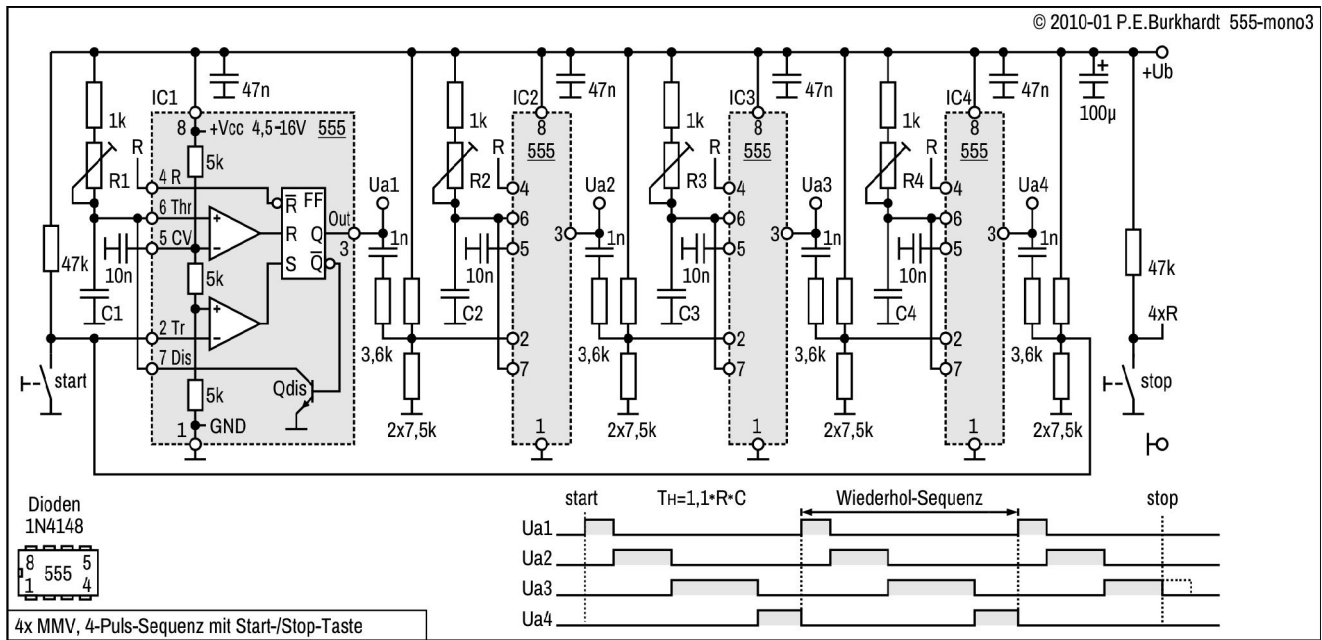 © 2010-01 P.E.Burkhardt 555-mono3
+Ub
47n
47n
47n
47n
100µ
+
IC1
IC2
IC3
IC4
1k
1k
1k
1k
8
+Vcc 4,5-16V 555
8
555
8
555
8
555
R
R1
5k
4 R
R
FF
6 Thr
+
Out
R
Q
5 CV
-
3
S
Q
10n
47k
5k
C1
+
2 Tr
-
7 Dis
start
Qdis
5k
1
GND
Ua1
1n
3,6k
2x7,5k
R
R2
4
6
5
10n
C2
2
7
3
1
Ua2
1n
3,6k
2x7,5k
R
R3
4
6
5
10n
C3
2
7
3
1
Ua3
1n
3,6k
2x7,5k
R
R4
4
6
5
10n
C4
2
7
3
1
Ua4
1n
3,6k
2x7,5k
47k
4xR
stop
Dioden
1N4148
8 5
555
1 4
start
TH=1,1*R*C
Wiederhol-Sequenz
stop
Ua1
Ua2
Ua3
Ua4
4x MMV, 4-Puls-Sequenz mit Start-/Stop-Taste